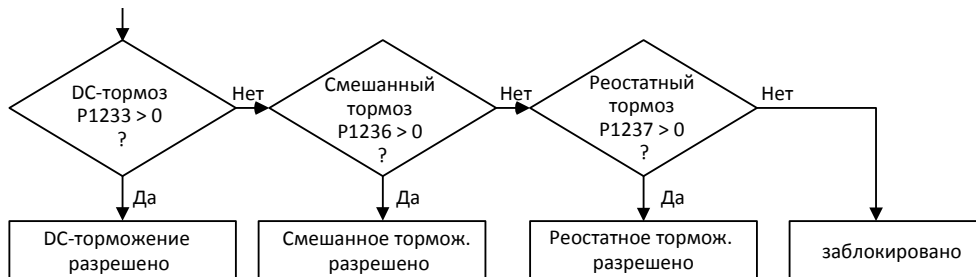 DC-тормоз
P1233 > 0
?
Нет
Смешанный
тормоз
P1236 > 0
?
Нет
Реостатный
тормоз
P1237 > 0
?
Нет
Да
Да
Да
DC-торможение
разрешено
Смешанное тормож.
разрешено
Реостатное тормож.
разрешено
заблокировано